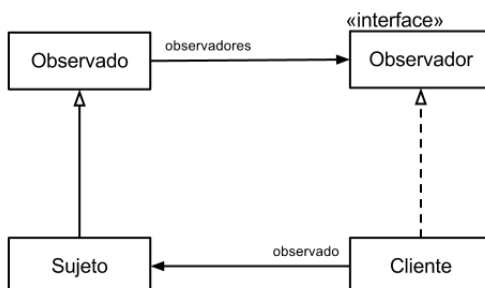 «interface»
Observado
observadores
Observador
Sujeto
observado
Cliente